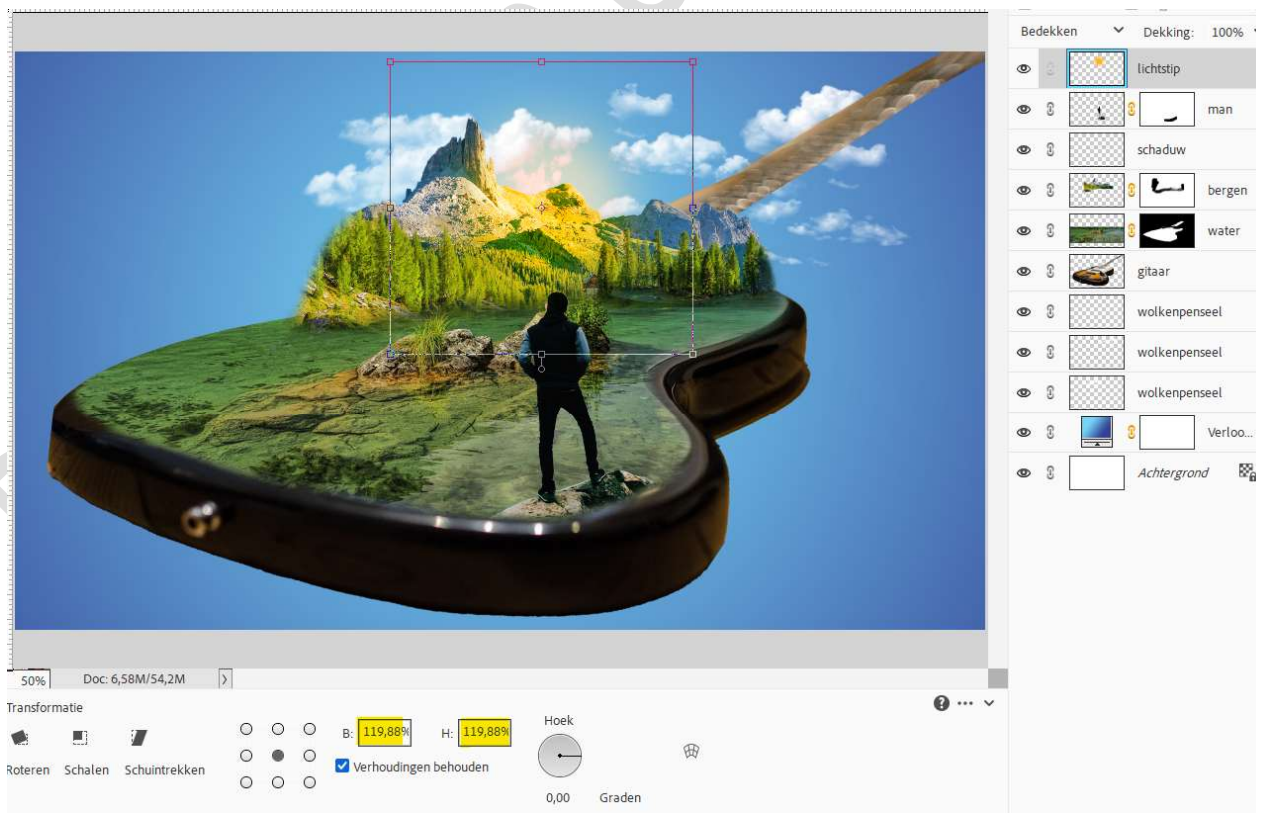 Bedekken Dekking: 100%
lichtstip
man
schaduw
bergen
water
gitaar
wolkenpenseel
wolkenpenseel
wolkenpenseel
Verloo...
Achtergrond
50% Doc: 6,58M/54,2M
Transformatie
B: 119,88% H: 119,88% Hoek
Roteren Schalen Schuintrekken Verhoudingen behouden
0,00 Graden